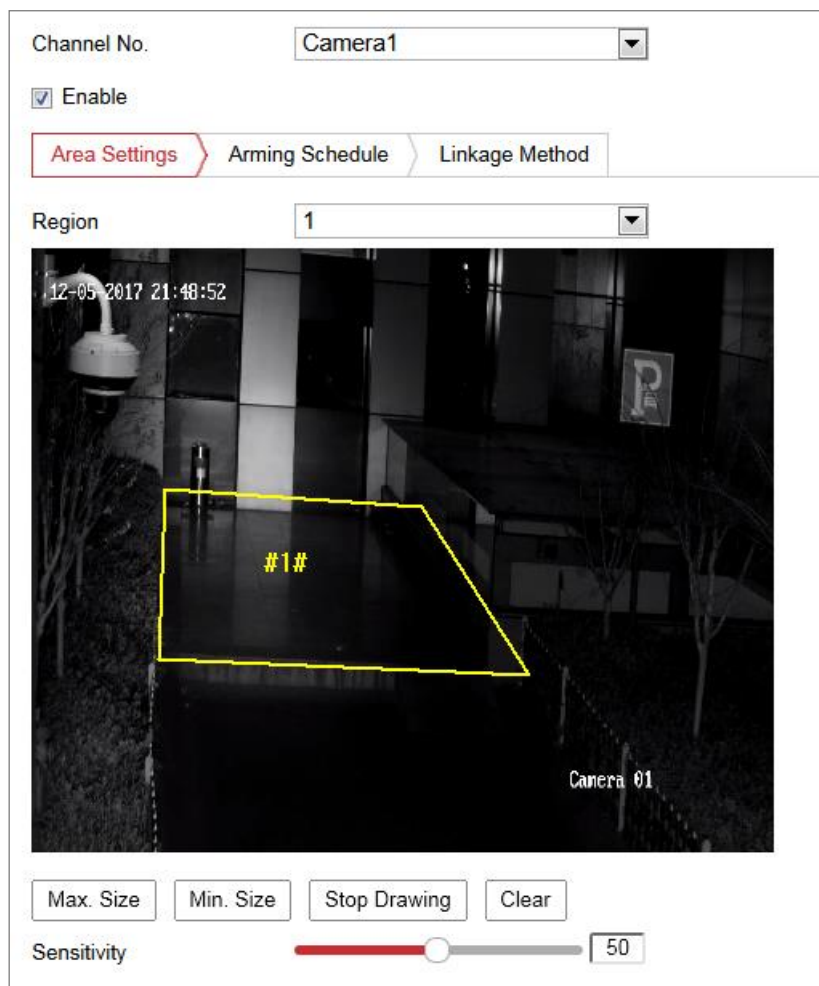 Channel No. Camera1
Enable
Area Settings Arming Schedule Linkage Method
Region 1
12-05-2017 21:48:52
P
#1#
Camera 01
Max. Size Min. Size Stop Drawing Clear
Sensitivity 50